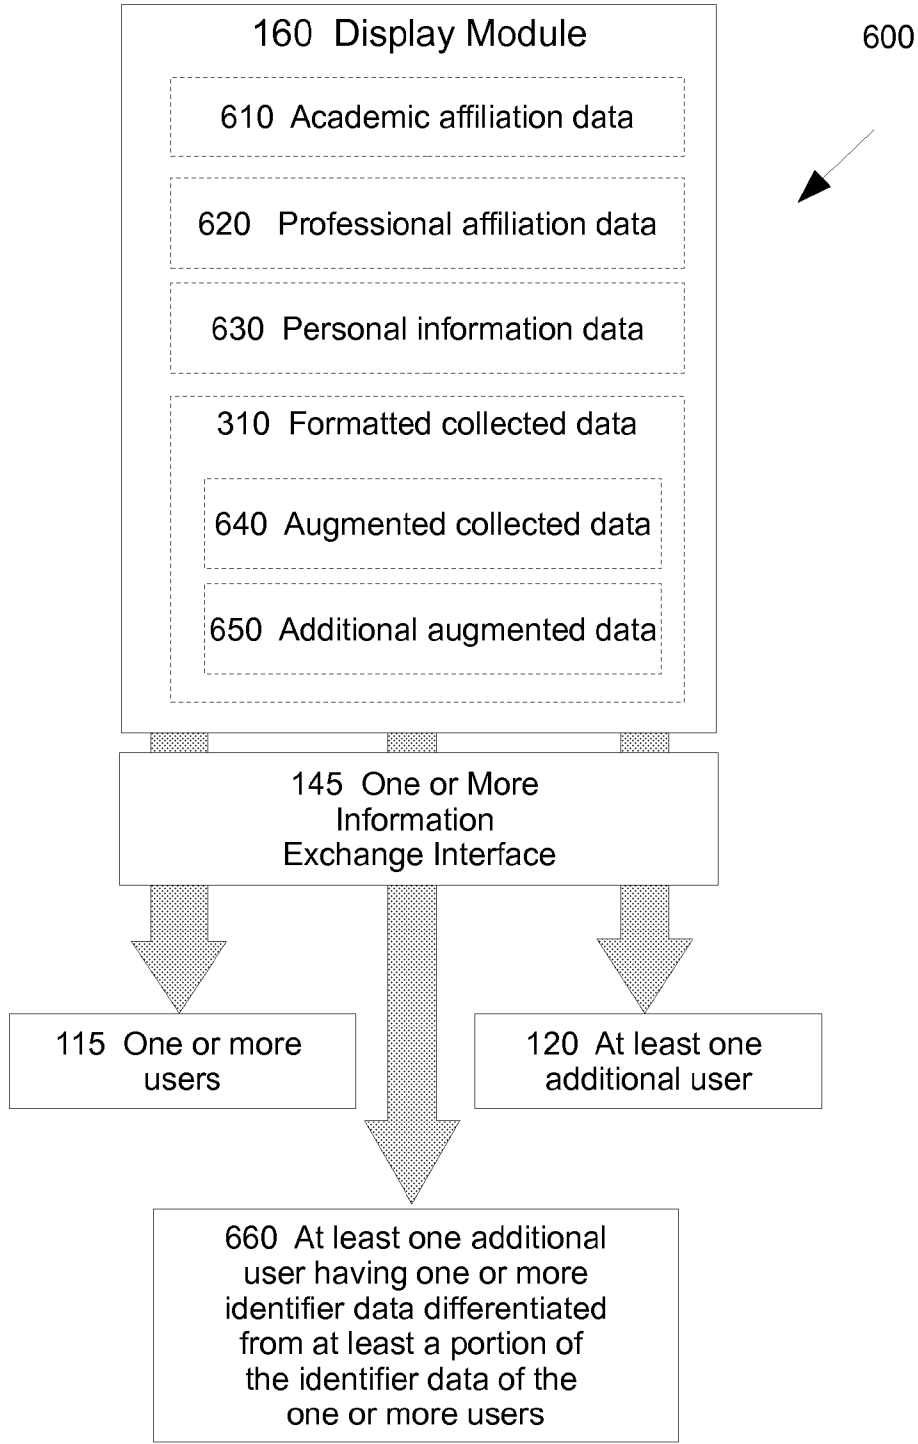 160 Display Module
600
610 Academic affiliation data
620 Professional affiliation data
630 Personal information data
310 Formatted collected data
640 Augmented collected data
650 Additional augmented data
145 One or More
Information
Exchange Interface
115 One or more
users
120 At least one
additional user
660 At least one additional
user having one or more
identifier data differentiated
from at least a portion of
the identifier data of the
one or more users